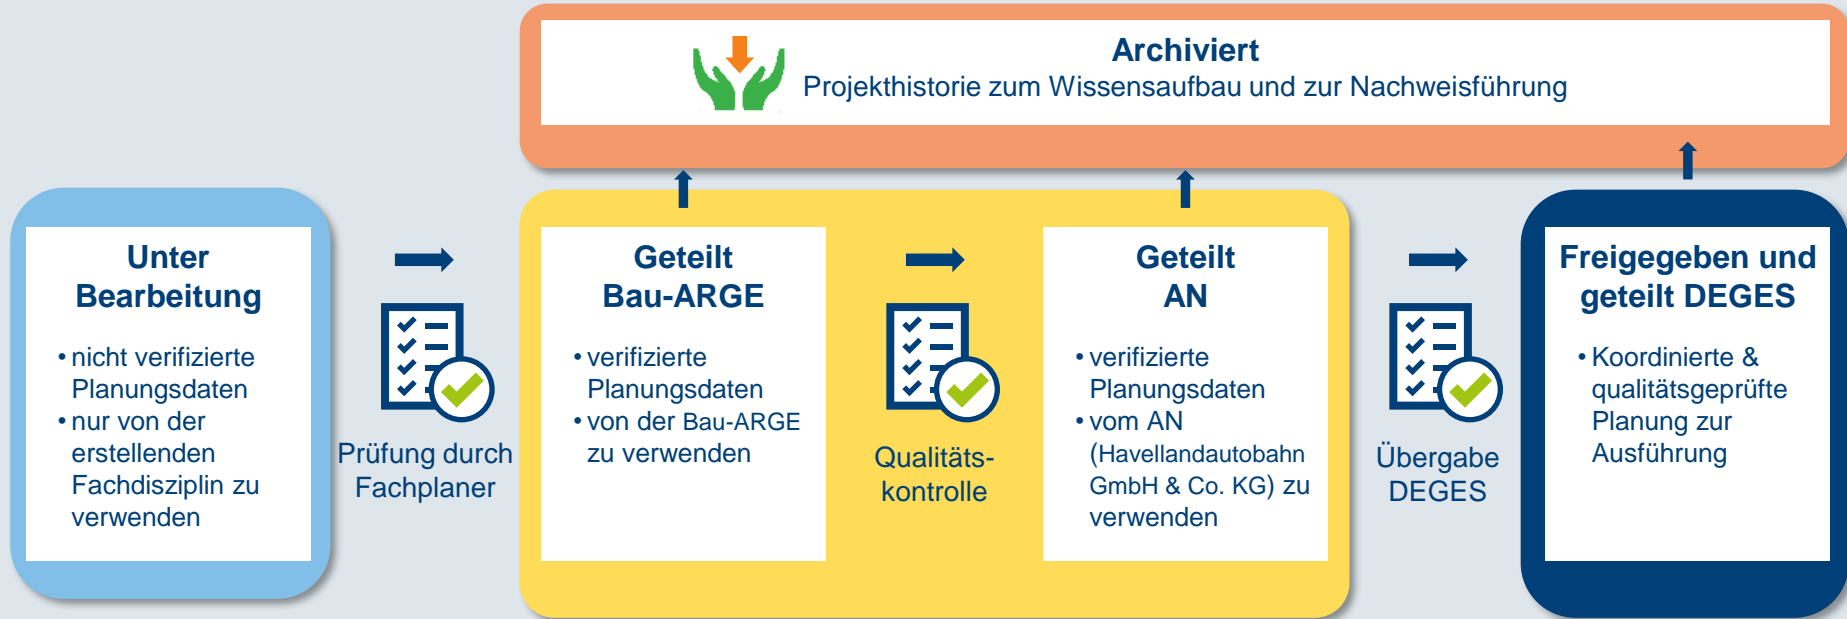 Archiviert
Projekthistorie zum Wissensaufbau und zur Nachweisführung
Unter
Bearbeitung
• nicht verifizierte
Planungsdaten
• nur von der
erstellenden
Fachdisziplin zu
verwenden
Prüfung durch
Fachplaner
Geteilt
Bau-ARGE
• verifizierte
Planungsdaten
• von der Bau-ARGE
zu verwenden
Qualitäts-
kontrolle
Geteilt
AN
• verifizierte
Planungsdaten
• vom AN
(Havellandautobahn
GmbH & Co. KG) zu
verwenden
Übergabe
DEGES
Freigegeben und
geteilt DEGES
• Koordinierte &
qualitätsgeprüfte
Planung zur
Ausführung